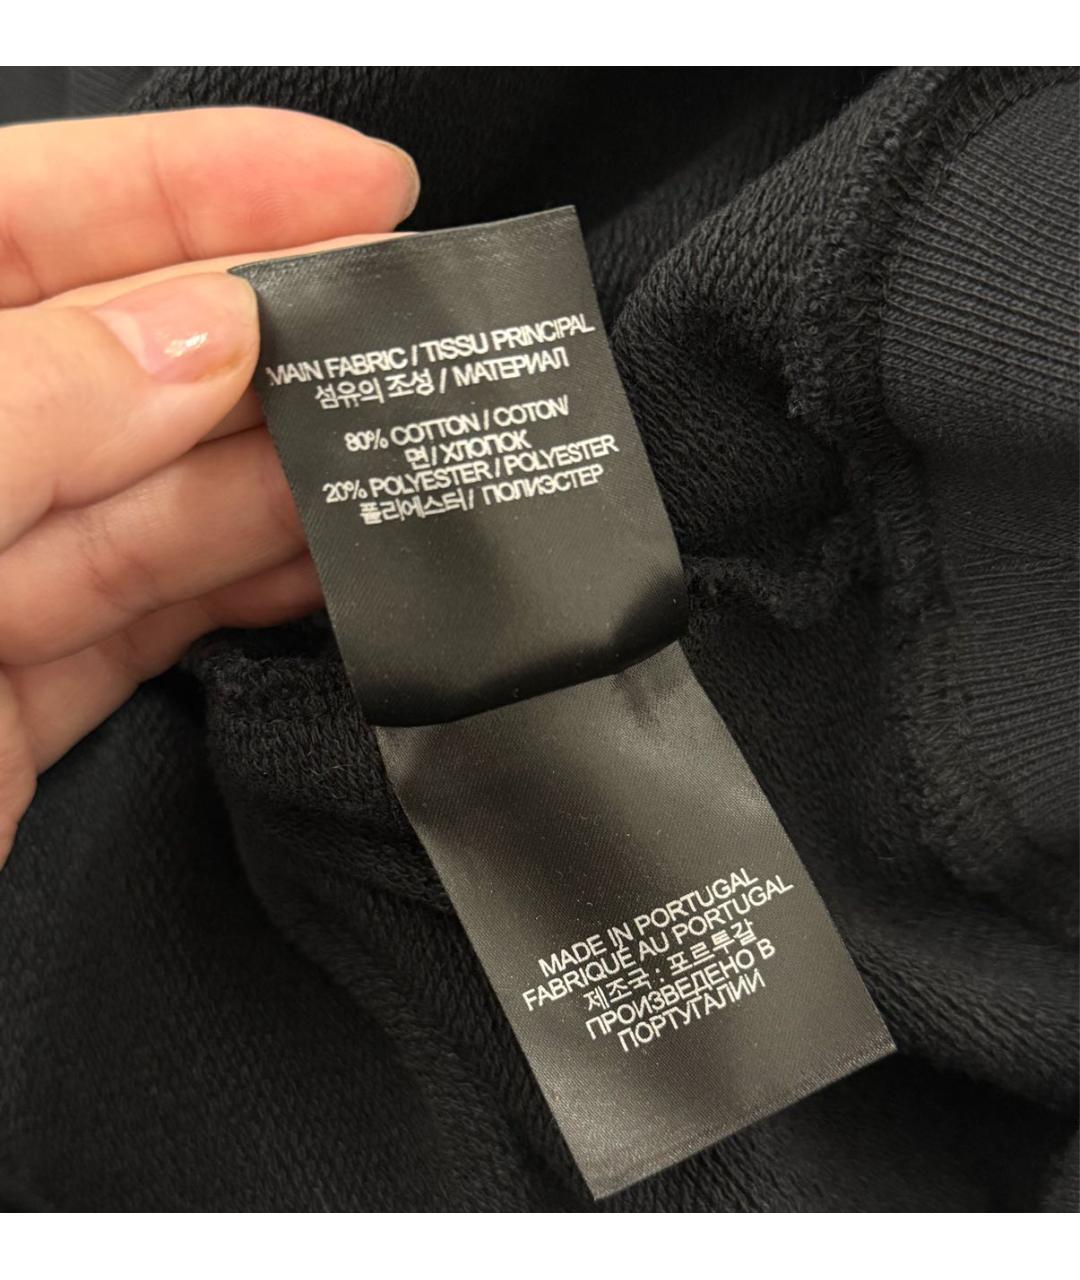 MAIN FABRIC / TISSU PRINCIPAL
섬유의 조성 / МАТЕРИАЛ
80% COTTON / COTON/
면 / ХЛОПОК
20% POLYESTER / POLYESTER
폴리에스터 / ПОЛИЭСТЕР
MADE IN PORTUGAL
FABRIQUÉ AU PORTUGAL
제조국 : 포르투갈
ПРОИЗВЕДЕНО В
ПОРТУГАЛИИ